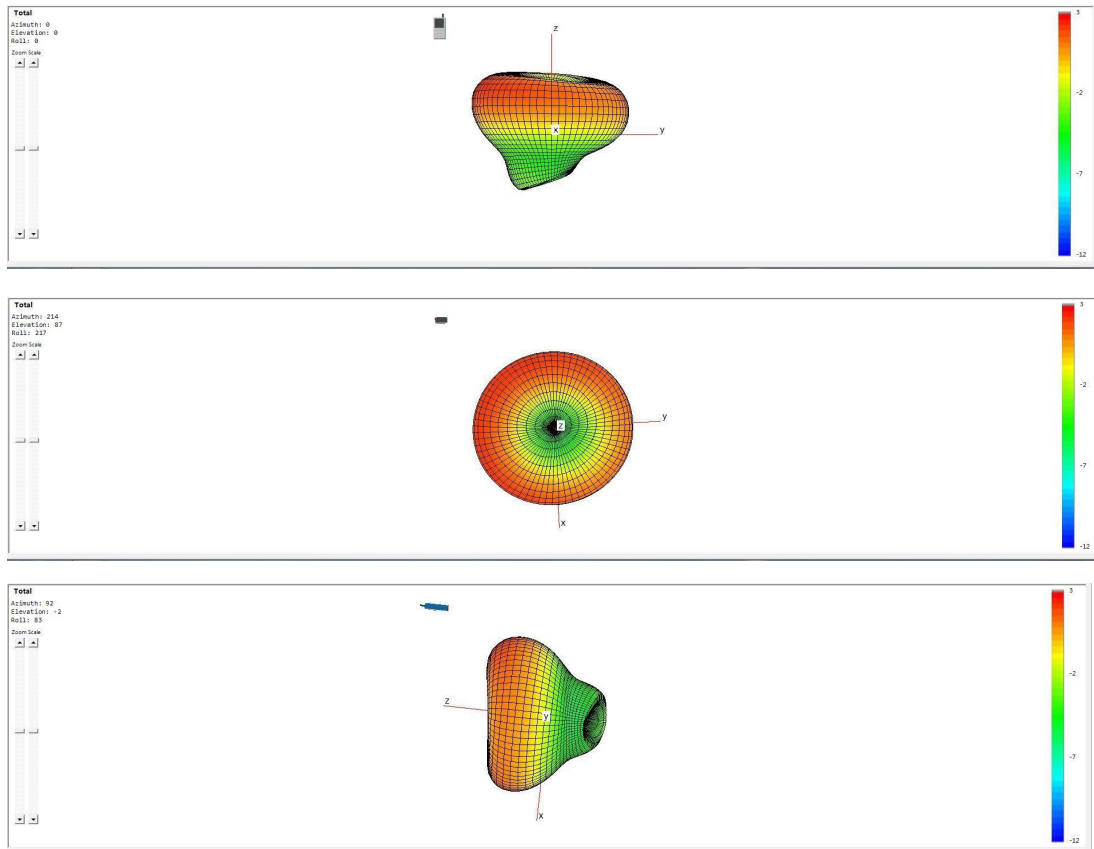 Total
Azimuth: 0
Elevation: 0
Roll: 0
Zoom Scale
z
x
y
3
-2
-7
-12
Total
Azimuth: 214
Elevation: 87
Roll: 217
Zoom Scale
z
y
x
3
-2
-7
-12
Total
Azimuth: 92
Elevation: -2
Roll: 83
Zoom Scale
z
y
x
3
-2
-7
-12